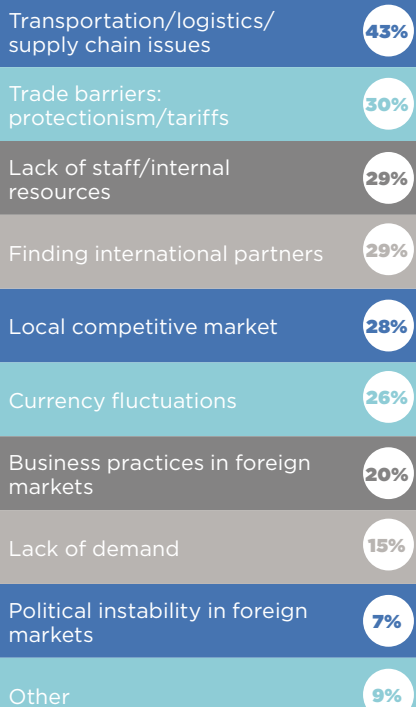 Transportation/logistics/
supply chain issues
43%
Trade barriers:
protectionism/tariffs
30%
Lack of staff/internal
resources
29%
Finding international partners
29%
Local competitive market
28%
Currency fluctuations
26%
Business practices in foreign
markets
20%
Lack of demand
15%
Political instability in foreign
markets
7%
Other
9%